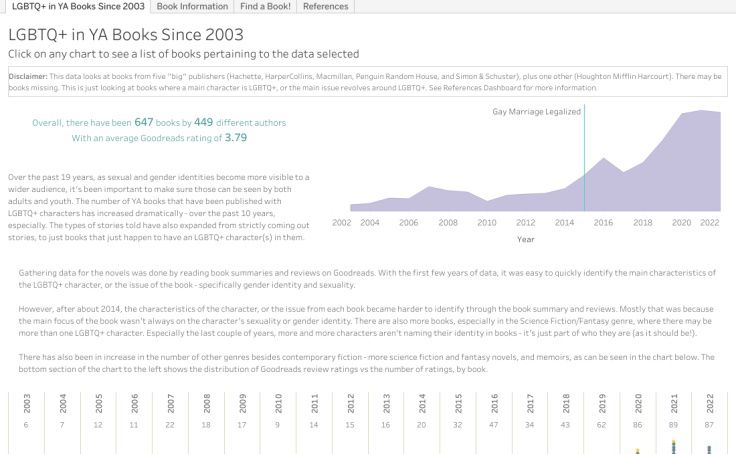 LGBTQ+ in YA Books Since 2003 Book Information Find a Book! References
LGBTQ+ in YA Books Since 2003
Click on any chart to see a list of books pertaining to the data selected
Disclaimer: This data looks at books from five "big" publishers (Hachette, HarperCollins, Macmillan, Penguin Random House, and Simon & Schuster), plus one other (Houghton Mifflin Harcourt). There may be
books missing. This is just looking at books where a main character is LGBTQ+, or the main issue revolves around LGBTQ+. See References Dashboard for more information.
Overall, there have been 647 books by 449 different authors
With an average Goodreads rating of 3.79
Gay Marriage Legalized
Over the past 19 years, as sexual and gender identities become more visible to a
wider audience, it's been important to make sure those can be seen by both
adults and youth. The number of YA books that have been published with
LGBTQ+ characters has increased dramatically - over the past 10 years,
especially. The types of stories told have also expanded from strictly coming out
stories, to just books that just happen to have an LGBTQ+ character(s) in them.
2002 2004 2006 2008 2010 2012 2014 2016 2018 2020 2022
Year
Gathering data for the novels was done by reading book summaries and reviews on Goodreads. With the first few years of data, it was easy to quickly identify the main characteristics of
the LGBTQ+ character, or the issue of the book - specifically gender identity and sexuality.
However, after about 2014, the characteristics of the character, or the issue from each book became harder to identify through the book summary and reviews. Mostly that was because
the main focus of the book wasn't always on the character's sexuality or gender identity. There are also more books, especially in the Science Fiction/Fantasy genre, where there may be
more than one LGBTQ+ character. Especially the last couple of years, more and more characters aren't naming their identity in books - it's just part of who they are (as it should be!).
There has also been in increase in the number of other genres besides contemporary fiction - more science fiction and fantasy novels, and memoirs, as can be seen in the chart below. The
bottom section of the chart to the left shows the distribution of Goodreads review ratings vs the number of ratings, by book.
2003 2004 2005 2006 2007 2008 2009 2010 2011 2012 2013 2014 2015 2016 2017 2018 2019 2020 2021 2022
6 7 12 11 22 18 17 9 14 15 16 20 32 47 34 43 62 86 89 87